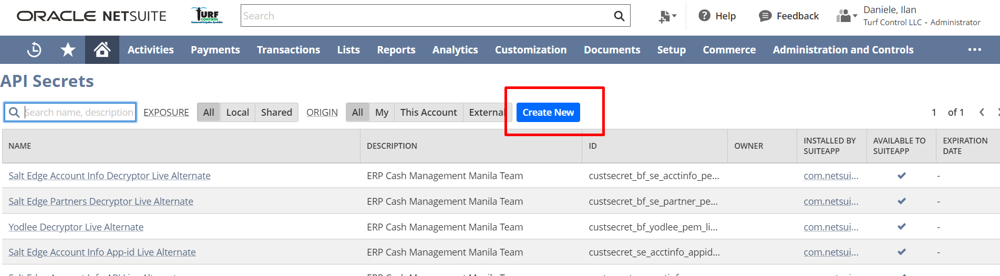 ORACLE NETSUITE
TURF
CONTROL
Search
Help
Feedback
Daniele, Ilan
Turf Control LLC - Administrator
Activities Payments Transactions Lists Reports Analytics Customization Documents Setup Commerce Administration and Controls
API Secrets
Search name, description
EXPOSURE All Local Shared
ORIGIN All My This Account External
Create New
1 of 1
NAME DESCRIPTION ID OWNER INSTALLED BY SUITEAPP AVAILABLE TO SUITEAPP EXPIRATION DATE
Salt Edge Account Info Decryptor Live Alternate ERP Cash Management Manila Team custsecret_bf_se_acctinfo_pe... com.netsui... -
Salt Edge Partners Decryptor Live Alternate ERP Cash Management Manila Team custsecret_bf_se_partner_pe... com.netsui... -
Yodlee Decryptor Live Alternate ERP Cash Management Manila Team custsecret_bf_yodlee_pem_li... com.netsui... -
Salt Edge Account Info App-id Live Alternate ERP Cash Management Manila Team custsecret_se_acctinfo_appid... com.netsui... -